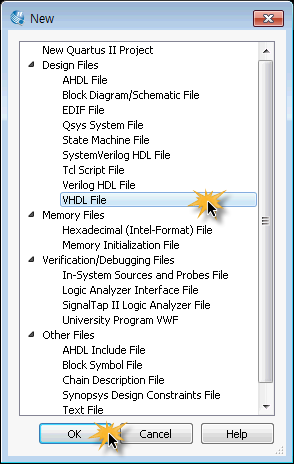 New
New Quartus II Project
Design Files
AHDL File
Block Diagram/Schematic File
EDIF File
Qsys System File
State Machine File
SystemVerilog HDL File
Tcl Script File
Verilog HDL File
VHDL File
Memory Files
Hexadecimal (Intel-Format) File
Memory Initialization File
Verification/Debugging Files
In-System Sources and Probes File
Logic Analyzer Interface File
SignalTap II Logic Analyzer File
University Program VWF
Other Files
AHDL Include File
Block Symbol File
Chain Description File
Synopsys Design Constraints File
Text File
OK Cancel Help